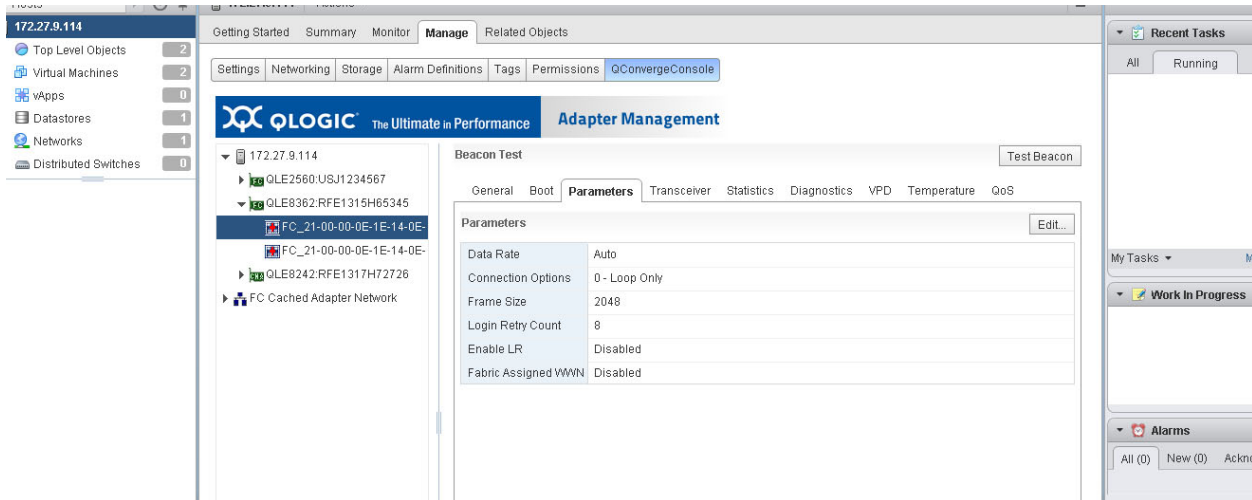 172.27.9.114
Top Level Objects 2
Virtual Machines 2
vApps 0
Datastores 1
Networks 1
Distributed Switches 0
Getting Started Summary Monitor Manage Related Objects
Settings Networking Storage Alarm Definitions Tags Permissions QConvergeConsole
QLOGIC The Ultimate in Performance Adapter Management
172.27.9.114
FC QLE2560:USJ1234567
FC QLE8362:RFE1315H65345
FC_21-00-00-0E-1E-14-0E-
FC_21-00-00-0E-1E-14-0E-
QLE8242:RFE1317H72726
FC Cached Adapter Network
Beacon Test Test Beacon
General Boot Parameters Transceiver Statistics Diagnostics VPD Temperature QoS
Parameters Edit...
Data Rate Auto
Connection Options 0 - Loop Only
Frame Size 2048
Login Retry Count 8
Enable LR Disabled
Fabric Assigned WWN Disabled
Recent Tasks
All Running
My Tasks
Work In Progress
Alarms
All (0) New (0)